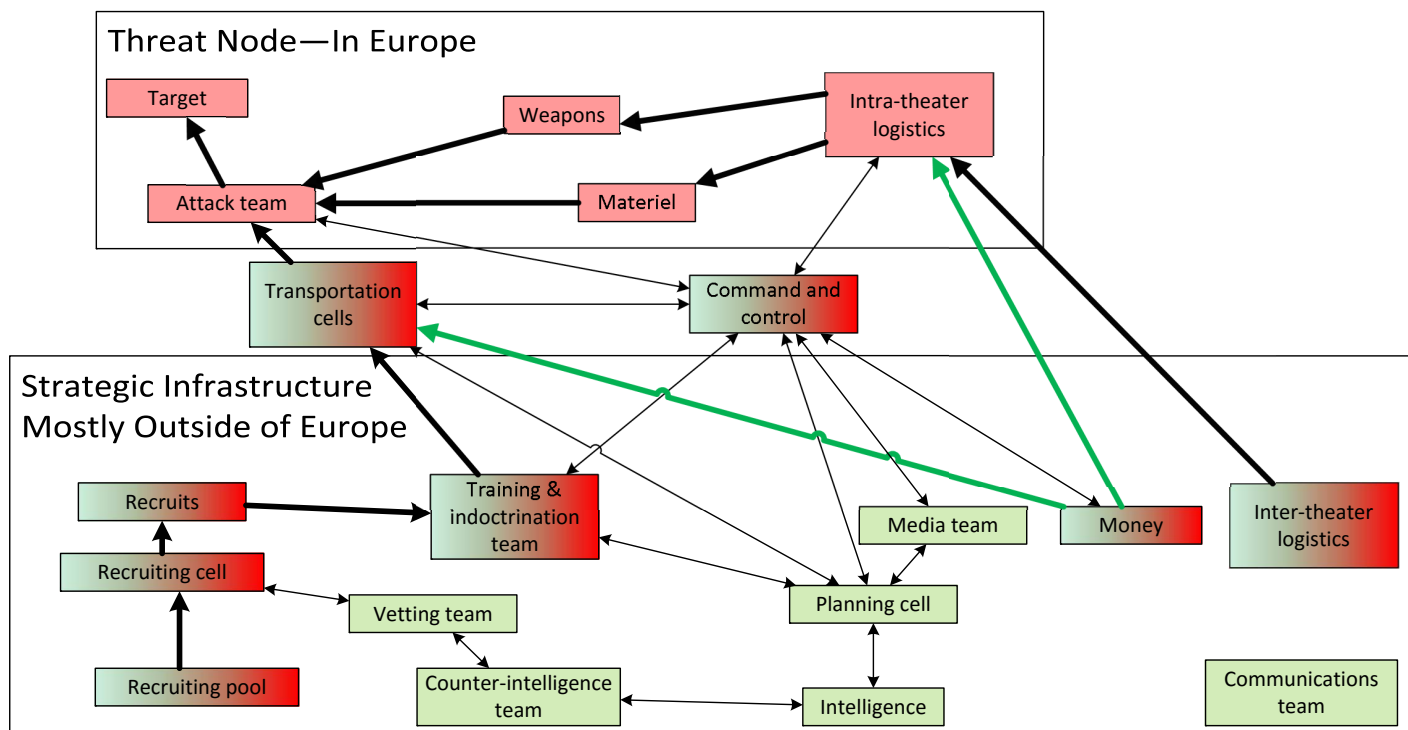 Threat Node—In Europe
Target
Weapons
Intra-theater
logistics
Attack team
Materiel
Transportation
cells
Command and
control
Strategic Infrastructure
Mostly Outside of Europe
Recruits
Training &
indoctrination
team
Media team
Money
Inter-theater
logistics
Recruiting cell
Vetting team
Planning cell
Recruiting pool
Counter-intelligence
team
Intelligence
Communications
team